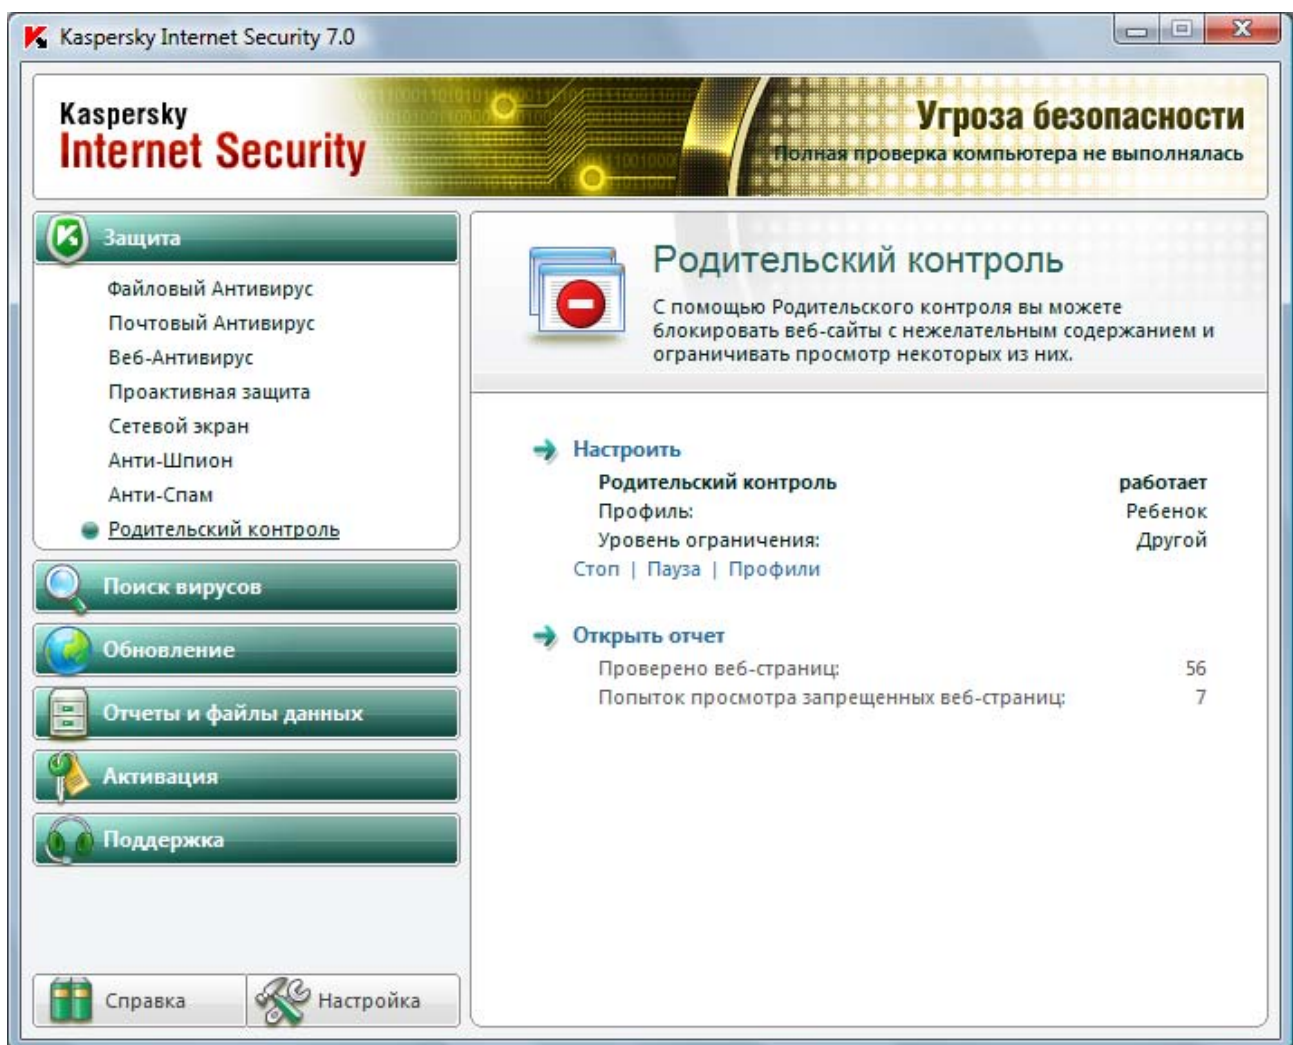 Kaspersky Internet Security 7.0
Kaspersky
Internet Security
Угроза безопасности
Полная проверка компьютера не выполнялась
Защита
Файловый Антивирус
Почтовый Антивирус
Веб-Антивирус
Проактивная защита
Сетевой экран
Анти-Шпион
Анти-Спам
Родительский контроль
Поиск вирусов
Обновление
Отчеты и файлы данных
Активация
Поддержка
Справка
Настройка
Родительский контроль
С помощью Родительского контроля вы можете
блокировать веб-сайты с нежелательным содержанием и
ограничивать просмотр некоторых из них.
Настроить
Родительский контроль работает
Профиль: Ребенок
Уровень ограничения: Другой
Стоп | Пауза | Профили
Открыть отчет
Проверено веб-страниц: 56
Попыток просмотра запрещенных веб-страниц: 7